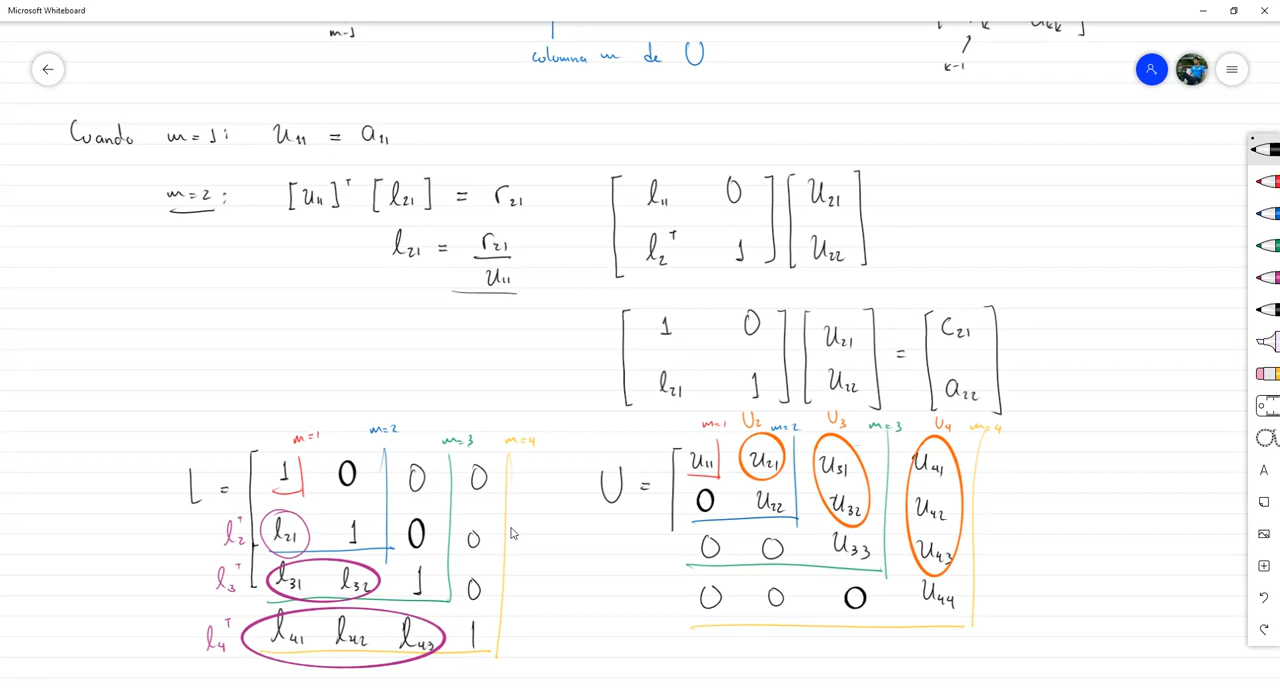 Microsoft Whiteboard
m-1
columna m de U
k-1
Cuando m=1: u₁₁ = a₁₁
m=2: [u₁₁]ᵀ [l₂₁] = r₂₁
l₂₁ = r₂₁ / u₁₁
[ l₁₁ 0 ] [ u₂₁ ]
[ l₂ᵀ 1 ] [ u₂₂ ]
[ 1 0 ] [ u₂₁ ] = [ c₂₁ ]
[ l₂₁ 1 ] [ u₂₂ ] [ a₂₂ ]
m=1 m=2 m=3 m=4
L = [ 1 0 0 0
l₂ᵀ l₂₁ 1 0 0
l₃ᵀ l₃₁ l₃₂ 1 0
l₄ᵀ l₄₁ l₄₂ l₄₃ 1
m=1 U₂ m=2 U₃ m=3 U₄ m=4
U = [ u₁₁ u₂₁ u₃₁ u₄₁
0 u₂₂ u₃₂ u₄₂
0 0 u₃₃ u₄₃
0 0 0 u₄₄
A